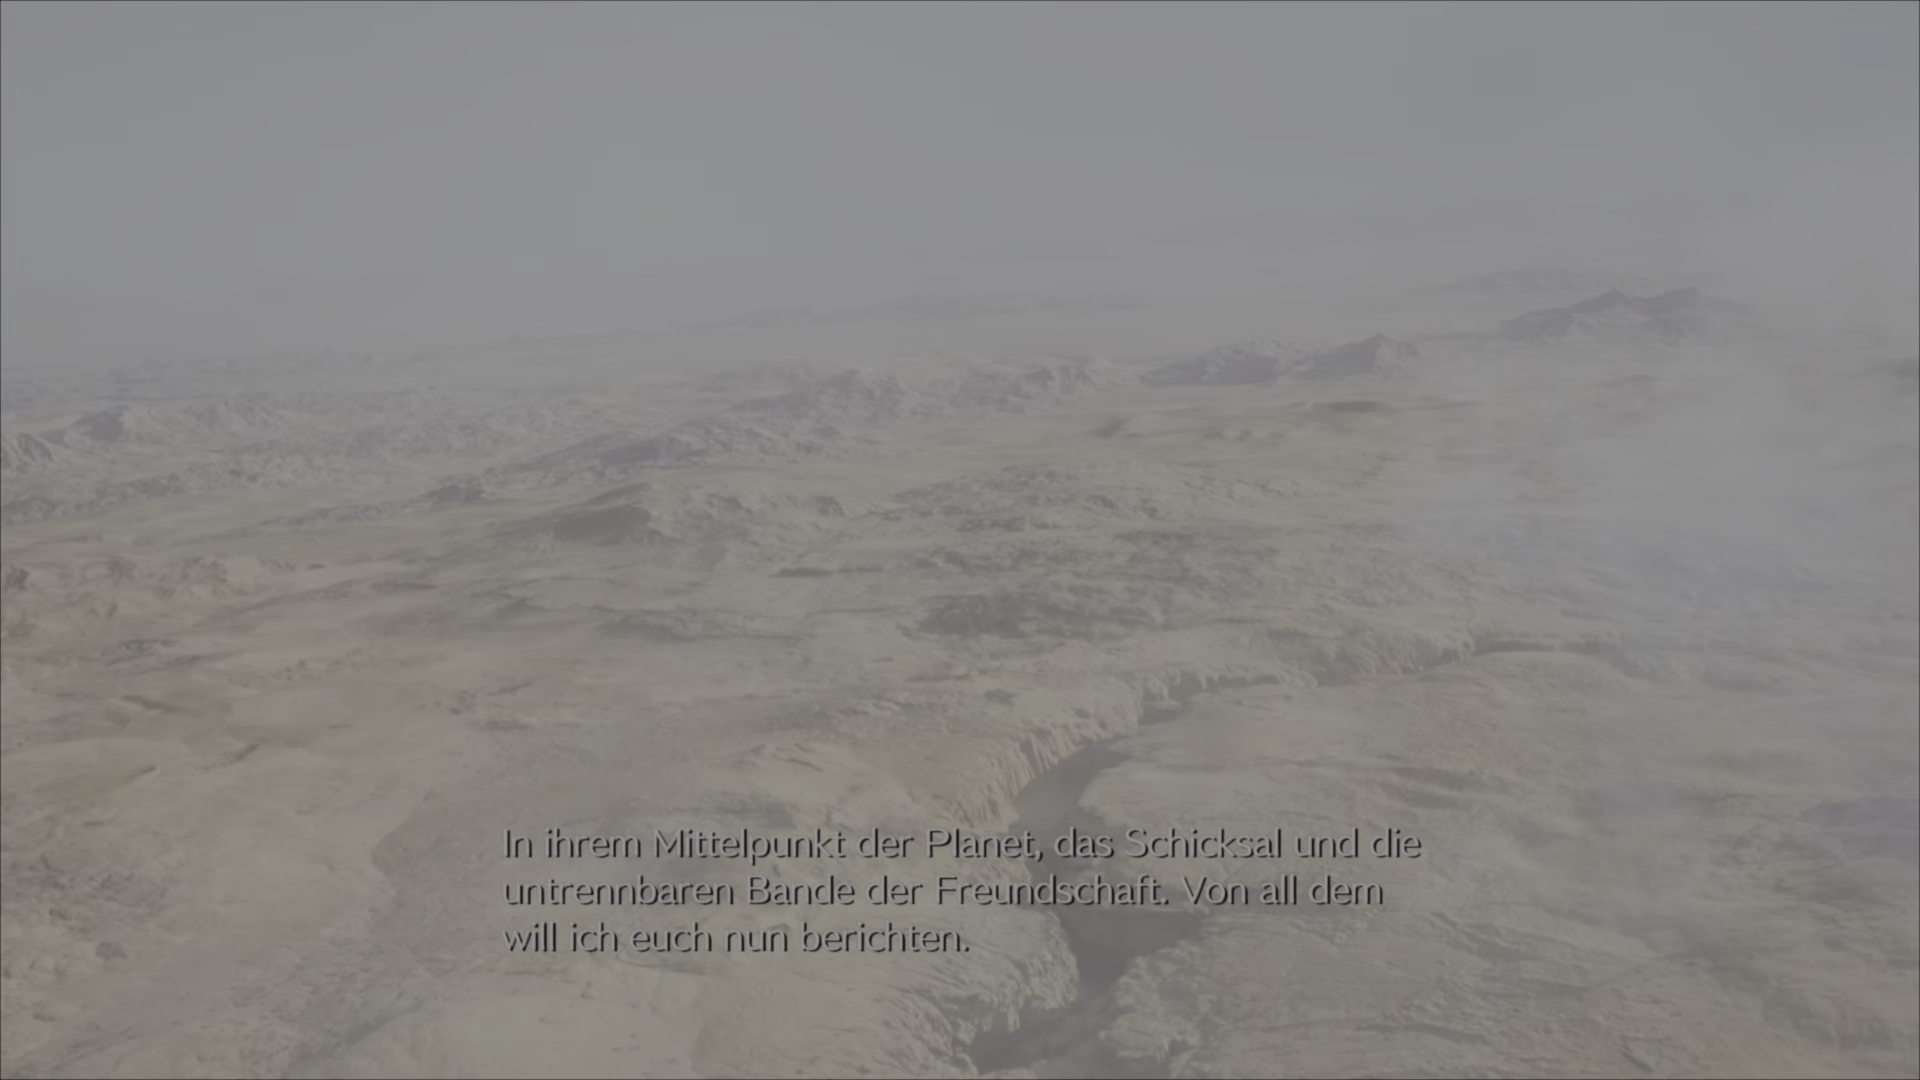 In ihrem Mittelpunkt der Planet, das Schicksal und die
untrennbaren Bande der Freundschaft. Von all dem
will ich euch nun berichten.